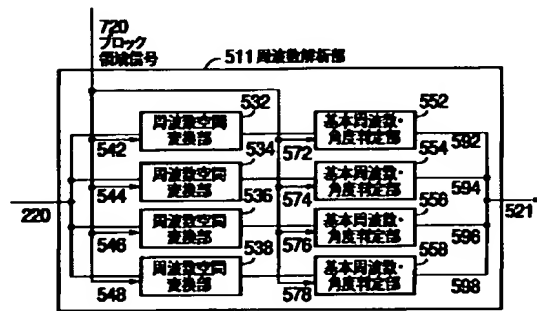 720
ブロック
領域信号
511 周波数解析部
532
552
周波数空間
変換部
基本周波数・
角度判定部
542
572
592
534
554
周波数空間
変換部
基本周波数・
角度判定部
544
574
594
536
556
周波数空間
変換部
基本周波数・
角度判定部
220
521
546
576
596
538
558
周波数空間
変換部
基本周波数・
角度判定部
548
578
598